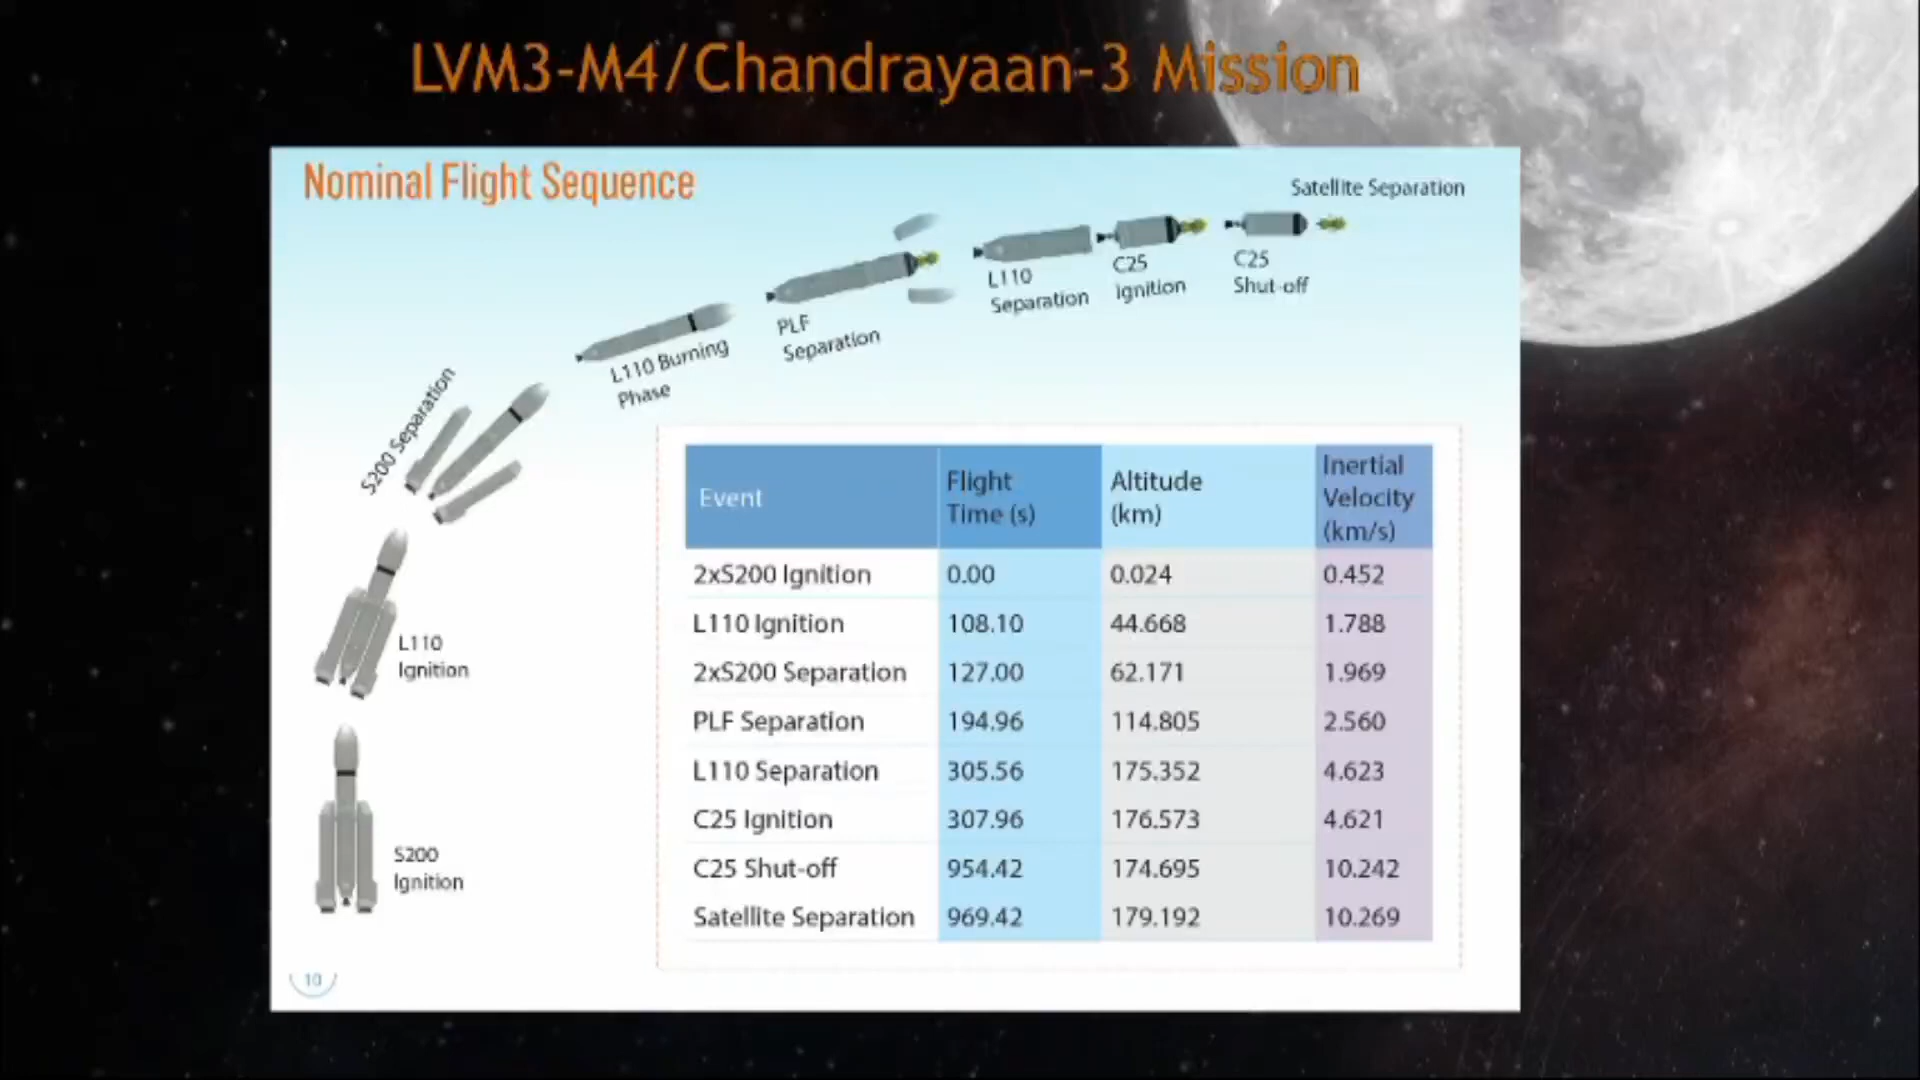 LVM3-M4/Chandrayaan-3 Mission
Nominal Flight Sequence
Satellite Separation
C25
Shut-off
C25
Ignition
L110
Separation
PLF
Separation
L110 Burning
Phase
S200 Separation
L110
Ignition
S200
Ignition
Event Flight Time (s) Altitude (km) Inertial Velocity (km/s)
2xS200 Ignition 0.00 0.024 0.452
L110 Ignition 108.10 44.668 1.788
2xS200 Separation 127.00 62.171 1.969
PLF Separation 194.96 114.805 2.560
L110 Separation 305.56 175.352 4.623
C25 Ignition 307.96 176.573 4.621
C25 Shut-off 954.42 174.695 10.242
Satellite Separation 969.42 179.192 10.269
10